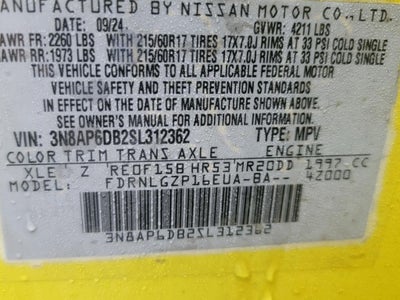 MANUFACTURED BY NISSAN MOTOR CO., LTD.
DATE: 09/24 GVWR: 4211 LBS
GAWR FR: 2260 LBS WITH 215/60R17 TIRES 17X7.0J RIMS AT 33 PSI COLD SINGLE
GAWR RR: 1973 LBS WITH 215/60R17 TIRES 17X7.0J RIMS AT 33 PSI COLD SINGLE
THIS VEHICLE CONFORMS TO ALL APPLICABLE FEDERAL MOTOR
VEHICLE SAFETY AND THEFT PREVENTION STANDARDS
IN EFFECT ON THE DATE OF MANUFACTURE SHOWN ABOVE.
SEE OWNER'S MANUAL FOR ADDITIONAL INFORMATION.
VIN: 3N8AP6DB2SL312362 TYPE: MPV
COLOR TRIM TRANS AXLE ENGINE
XLE Z RE0F15B HR53 MR20DD 1997 CC
MODEL: FDRNLGZP16EUA-BA-- 4Z000
3N8AP6DB2SL312362